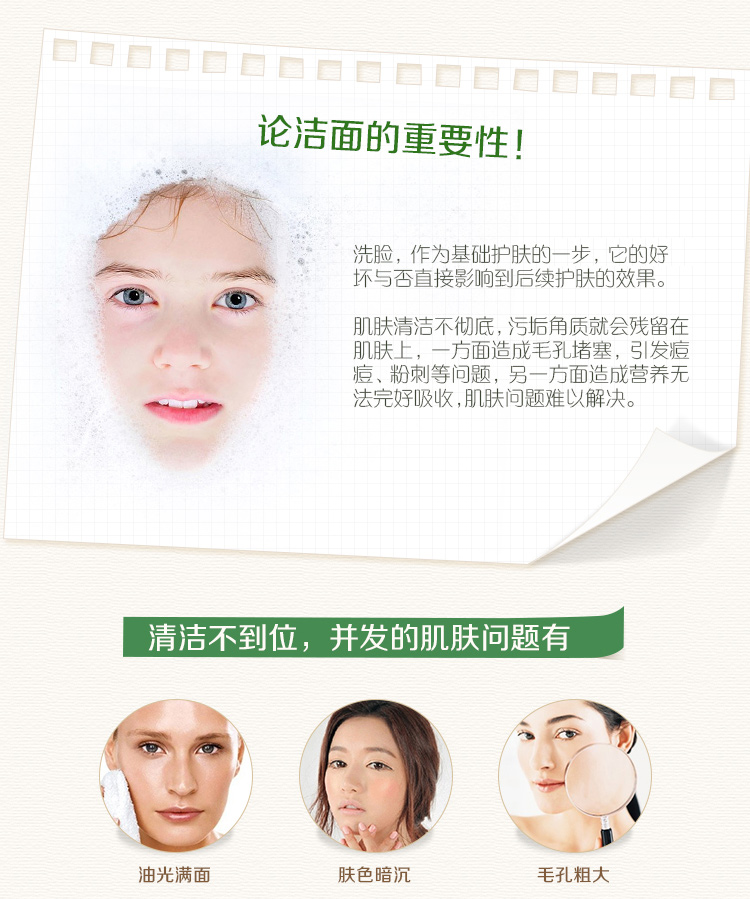 论洁面的重要性！
洗脸，作为基础护肤的一步，它的好
坏与否直接影响到后续护肤的效果。
肌肤清洁不彻底，污垢角质就会残留在
肌肤上，一方面造成毛孔堵塞，引发痘
痘、粉刺等问题，另一方面造成营养无
法完好吸收，肌肤问题难以解决。
清洁不到位，并发的肌肤问题有
油光满面
肤色暗沉
毛孔粗大